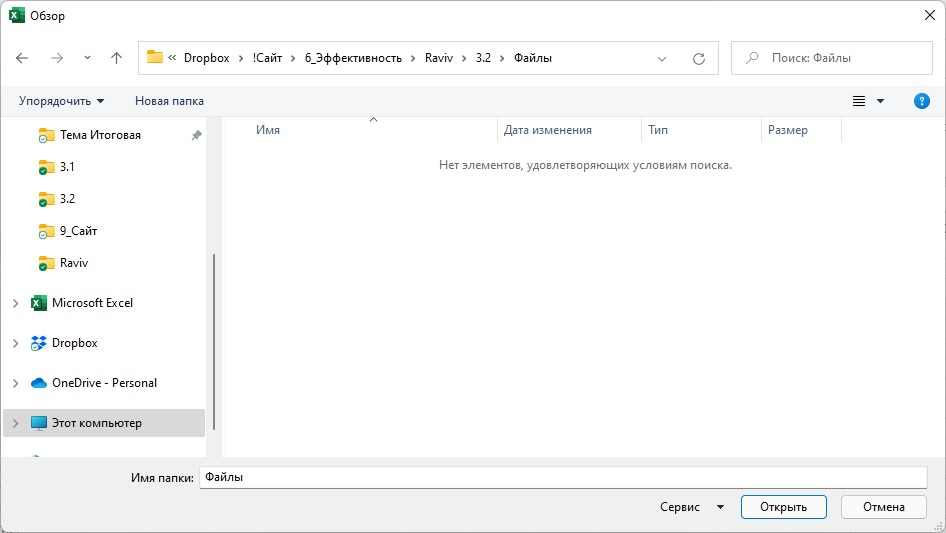 Обзор
« Dropbox › !Сайт › 6_Эффективность › Raviv › 3.2 › Файлы
Поиск: Файлы
Упорядочить
Новая папка
Имя
Дата изменения
Тип
Размер
Нет элементов, удовлетворяющих условиям поиска.
Тема Итоговая
3.1
3.2
9_Сайт
Raviv
Microsoft Excel
Dropbox
OneDrive - Personal
Этот компьютер
Имя папки: Файлы
Сервис
Открыть
Отмена